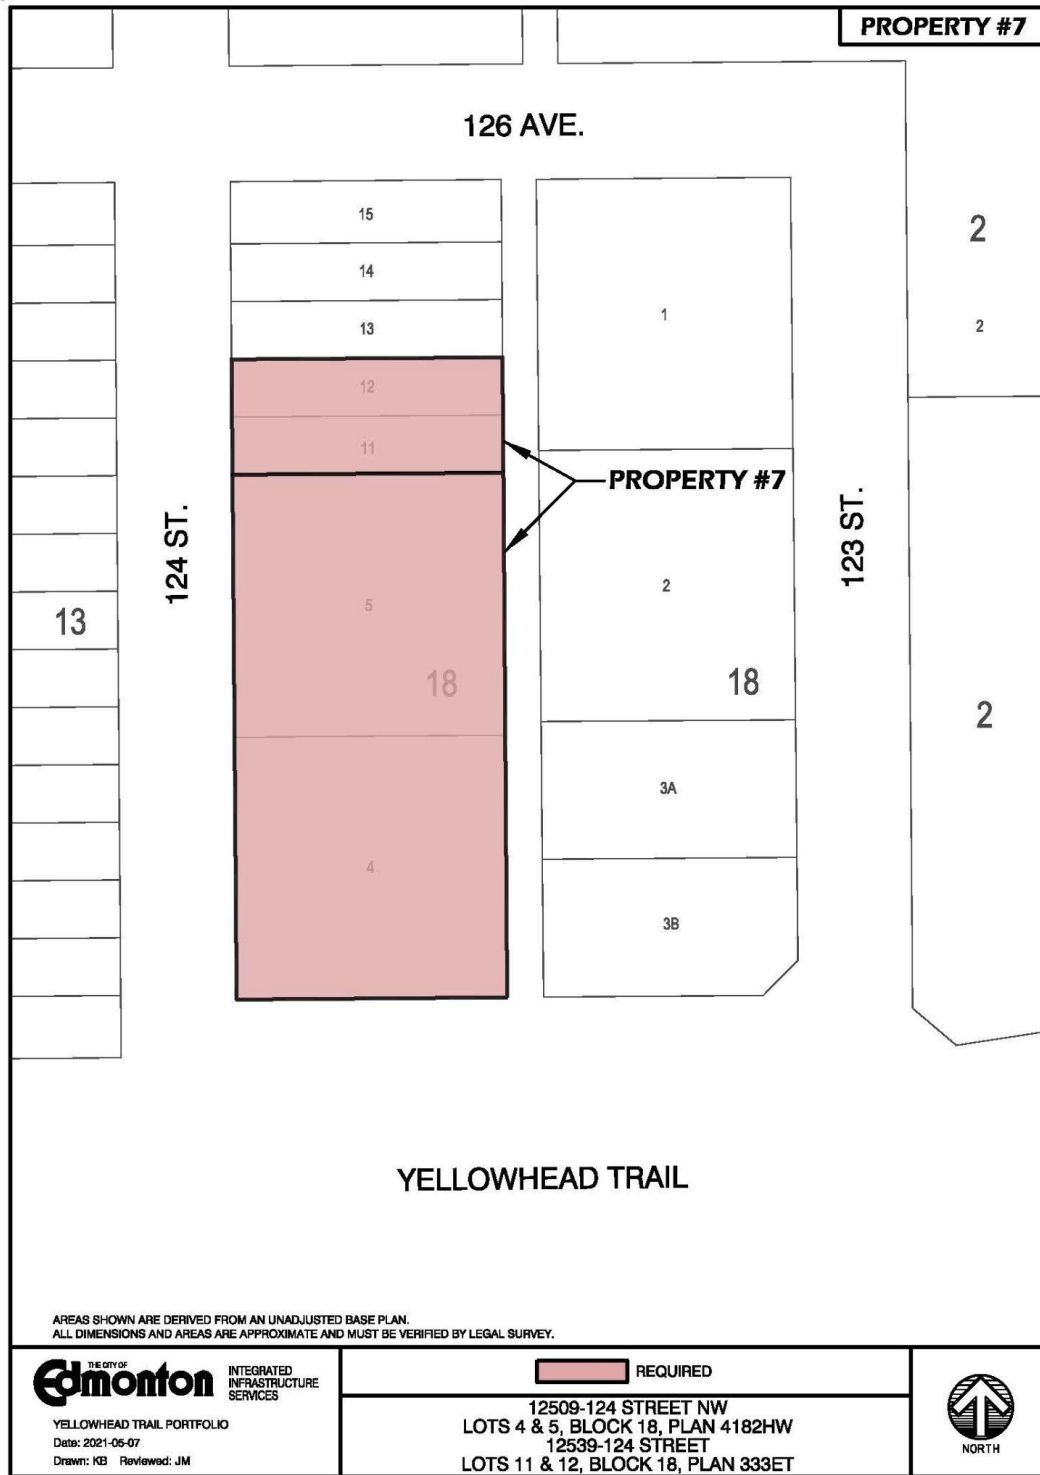 PROPERTY #7
126 AVE.
15
14
13
12
11
1
2
2
PROPERTY #7
124 ST.
123 ST.
5
2
13
18
18
2
3A
4
3B
YELLOWHEAD TRAIL
AREAS SHOWN ARE DERIVED FROM AN UNADJUSTED BASE PLAN.
ALL DIMENSIONS AND AREAS ARE APPROXIMATE AND MUST BE VERIFIED BY LEGAL SURVEY.
THE CITY OF
Edmonton
INTEGRATED
INFRASTRUCTURE
SERVICES
YELLOWHEAD TRAIL PORTFOLIO
Date: 2021-05-07
Drawn: KB Reviewed: JM
REQUIRED
12509-124 STREET NW
LOTS 4 & 5, BLOCK 18, PLAN 4182HW
12539-124 STREET
LOTS 11 & 12, BLOCK 18, PLAN 333ET
NORTH